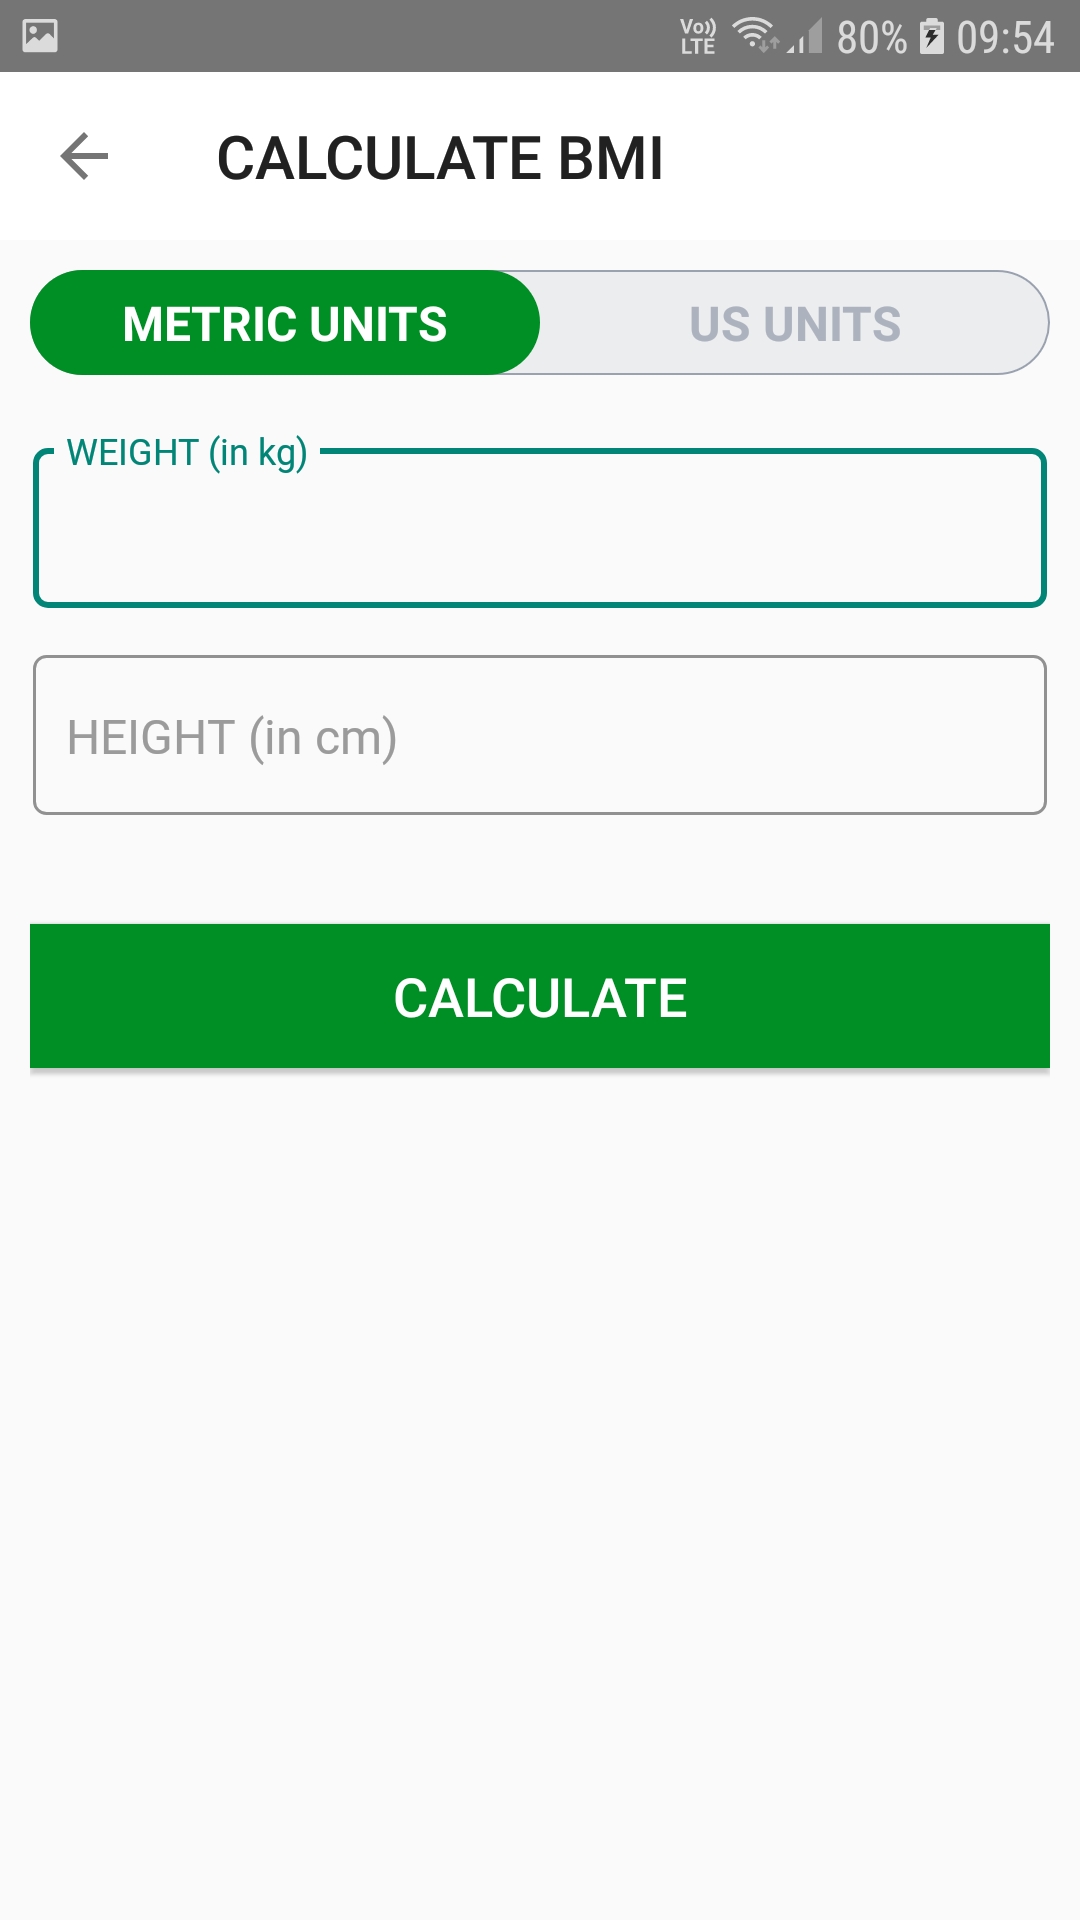 Vo)) LTE 80% 09:54
CALCULATE BMI
METRIC UNITS US UNITS
WEIGHT (in kg)
HEIGHT (in cm)
CALCULATE